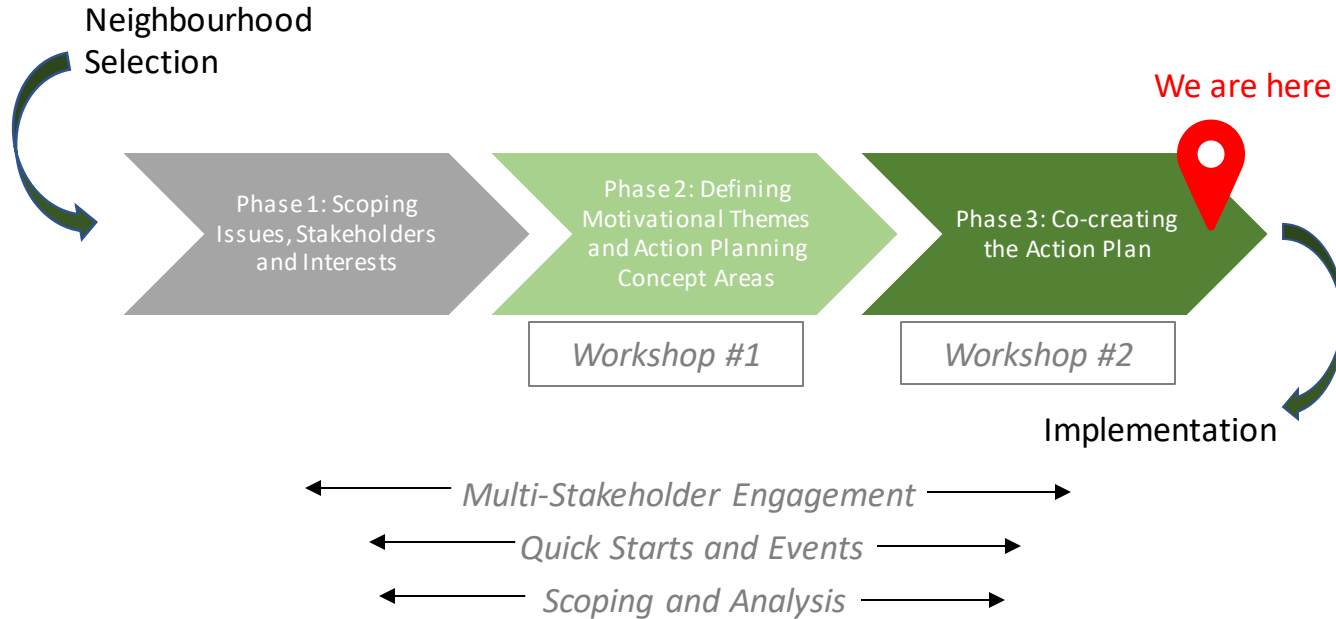 Neighbourhood
Selection
We are here
Phase 1: Scoping
Issues, Stakeholders
and Interests
Phase 2: Defining
Motivational Themes
and Action Planning
Concept Areas
Phase 3: Co-creating
the Action Plan
Workshop #1
Workshop #2
Implementation
Multi-Stakeholder Engagement
Quick Starts and Events
Scoping and Analysis